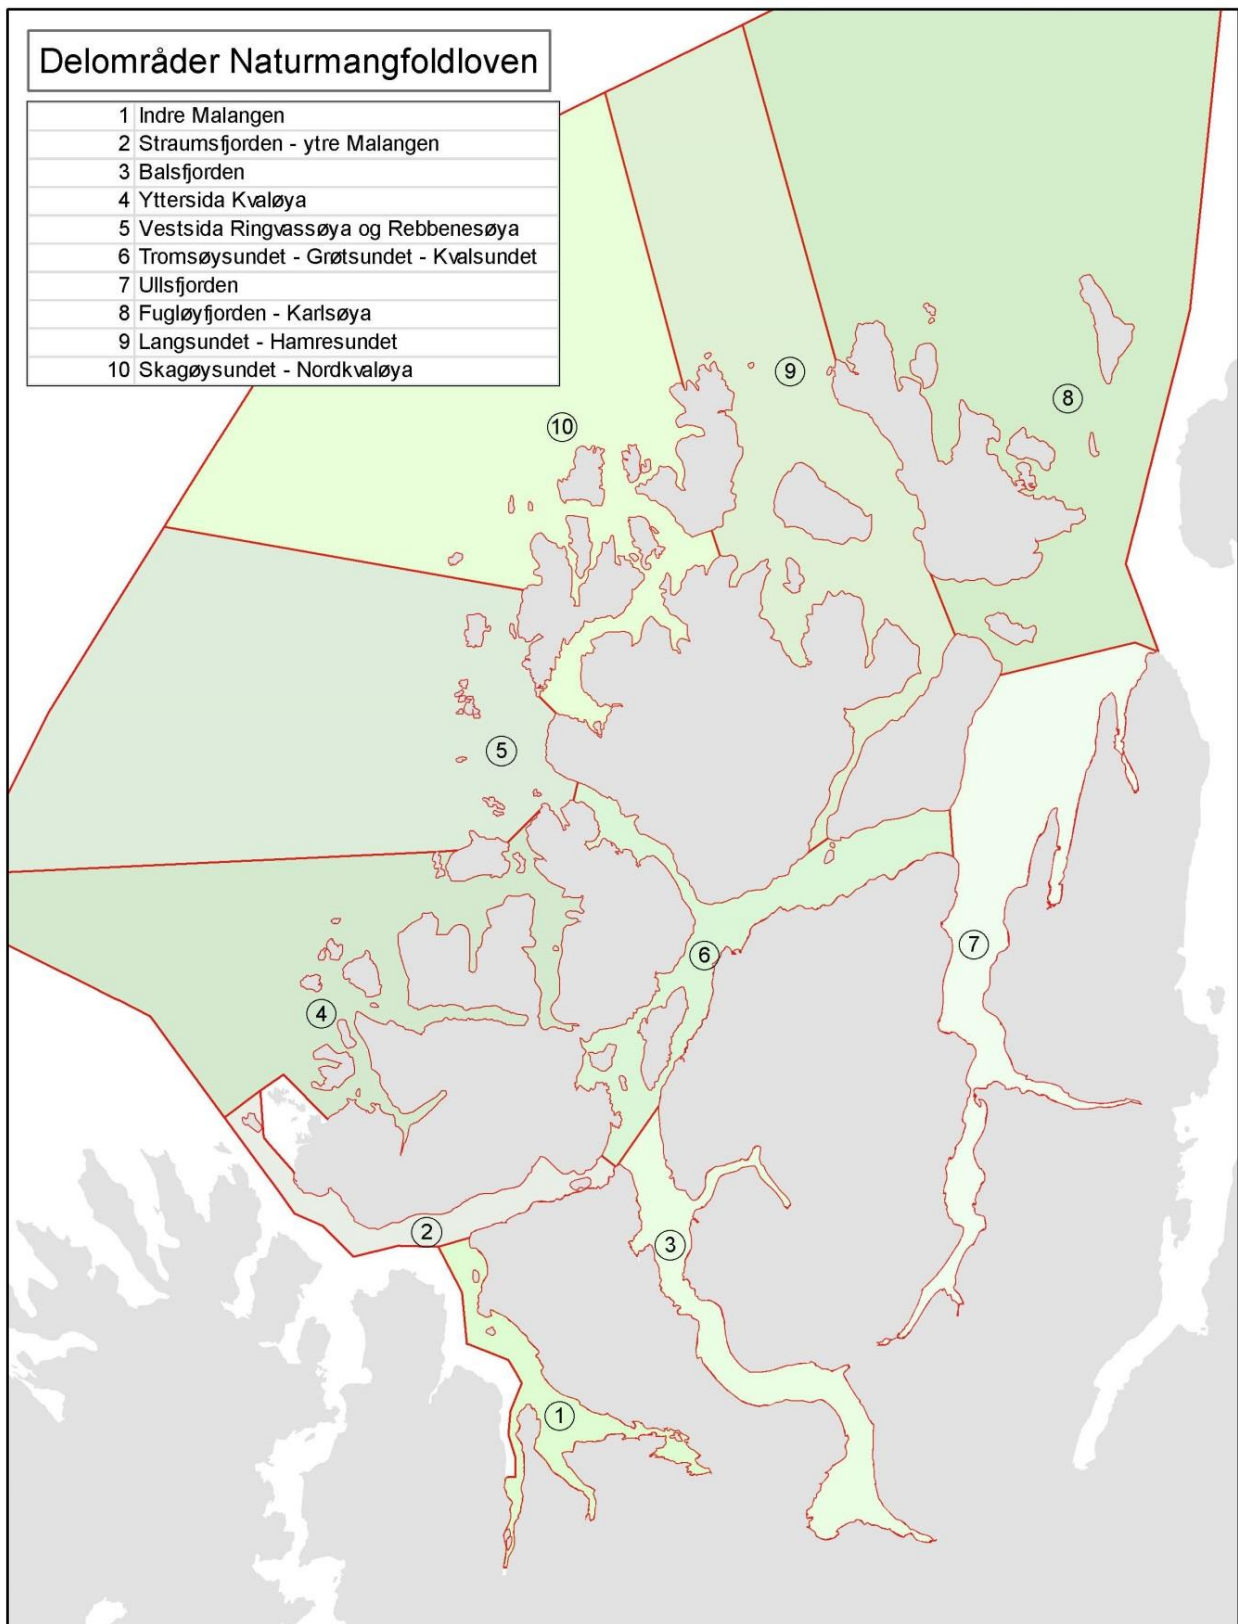 Delområder Naturmangfoldloven
1 Indre Malangen
2 Straumsfjorden - ytre Malangen
3 Balsfjorden
4 Yttersida Kvaløya
5 Vestsida Ringvassøya og Rebbenesøya
6 Tromsøysundet - Grøtsundet - Kvalsundet
7 Ullsfjorden
8 Fugløyfjorden - Karlsøya
9 Langsundet - Hamresundet
10 Skagøysundet - Nordkvaløya
9
8
10
5
7
6
4
2
3
1